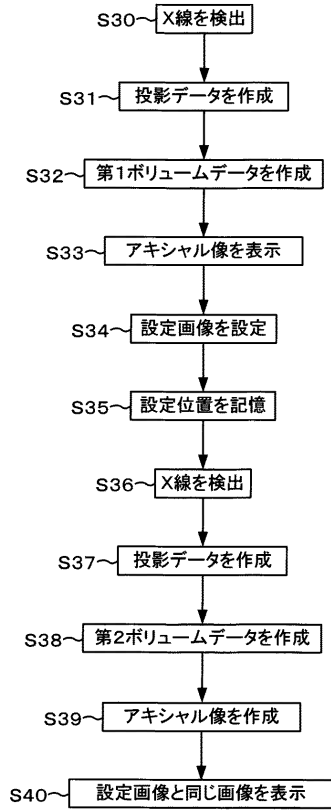 S30 X線を検出
S31 投影データを作成
S32 第1ボリュームデータを作成
S33 アキシャル像を表示
S34 設定画像を設定
S35 設定位置を記憶
S36 X線を検出
S37 投影データを作成
S38 第2ボリュームデータを作成
S39 アキシャル像を作成
S40 設定画像と同じ画像を表示